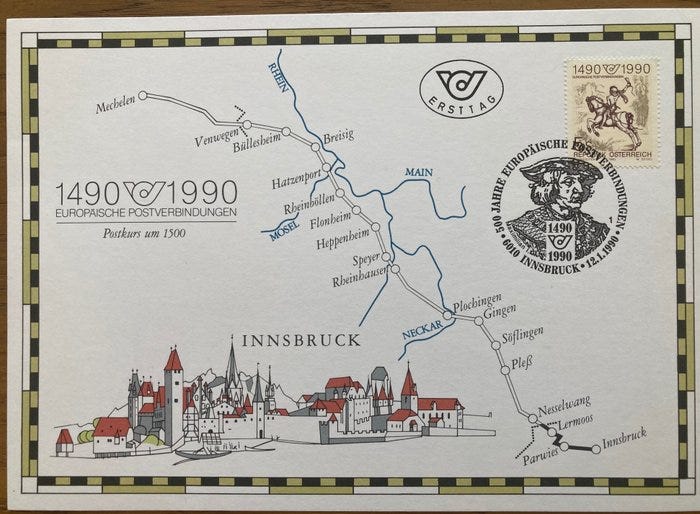 1490 1990
EUROPÄISCHE POSTVERBINDUNGEN
Postkurs um 1500
ERSTTAG
1490 1990
EUROPÄISCHE POSTVERBINDUNGEN
REPUBLIK ÖSTERREICH
500 JAHRE EUROPÄISCHE POSTVERBINDUNGEN
1490
1990
1
6010 INNSBRUCK • 12.1.1990
RHEIN
Mechelen
Venwegen
Büllesheim
Breisig
Hatzenport
MAIN
Rheinböllen
MOSEL
Flonheim
Heppenheim
Speyer
Rheinhausen
Plochingen
Gingen
NECKAR
Söflingen
Pleß
INNSBRUCK
Nesselwang
Lermoos
Parwies
Innsbruck